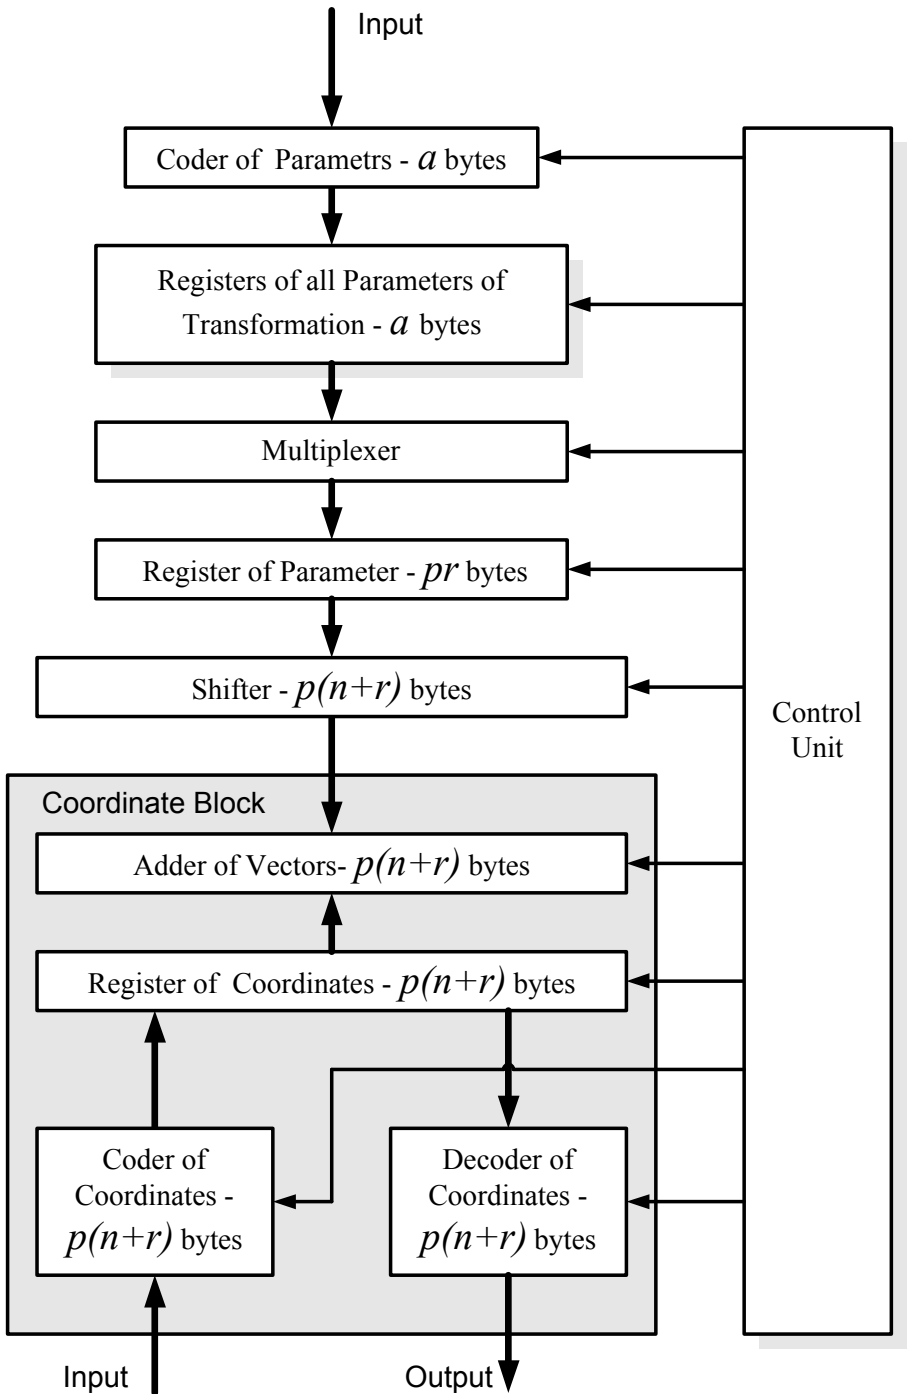 Input
Coder of Parametrs - a bytes
Registers of all Parameters of
Transformation - a bytes
Multiplexer
Register of Parameter - pr bytes
Shifter - p(n+r) bytes
Control
Unit
Coordinate Block
Adder of Vectors- p(n+r) bytes
Register of Coordinates - p(n+r) bytes
Coder of
Coordinates -
p(n+r) bytes
Decoder of
Coordinates -
p(n+r) bytes
Input
Output